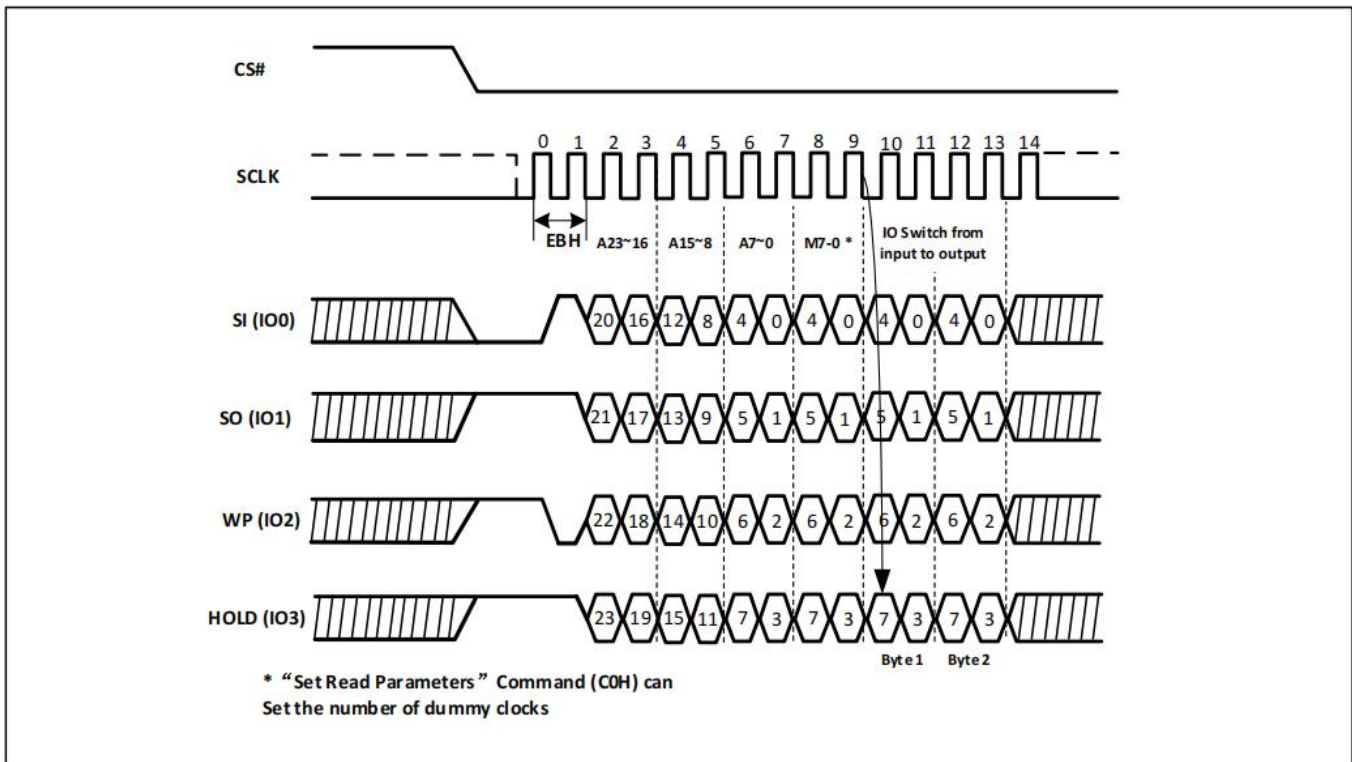 CS#
0 1 2 3 4 5 6 7 8 9 10 11 12 13 14
SCLK
EBH A23~16 A15~8 A7~0 M7-0 * IO Switch from
input to output
SI (IO0) 20 16 12 8 4 0 4 0 4 0 4 0
SO (IO1) 21 17 13 9 5 1 5 1 5 1 5 1
WP (IO2) 22 18 14 10 6 2 6 2 6 2 6 2
HOLD (IO3) 23 19 15 11 7 3 7 3 7 3 7 3
Byte 1 Byte 2
* “Set Read Parameters” Command (C0H) can
Set the number of dummy clocks